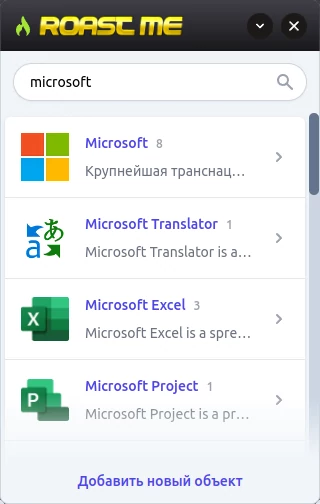 ROAST ME
microsoft
Microsoft 8
Крупнейшая транснац...
Microsoft Translator 1
Microsoft Translator is a...
Microsoft Excel 3
Microsoft Excel is a spre...
Microsoft Project 1
Microsoft Project is a pr...
Добавить новый объект